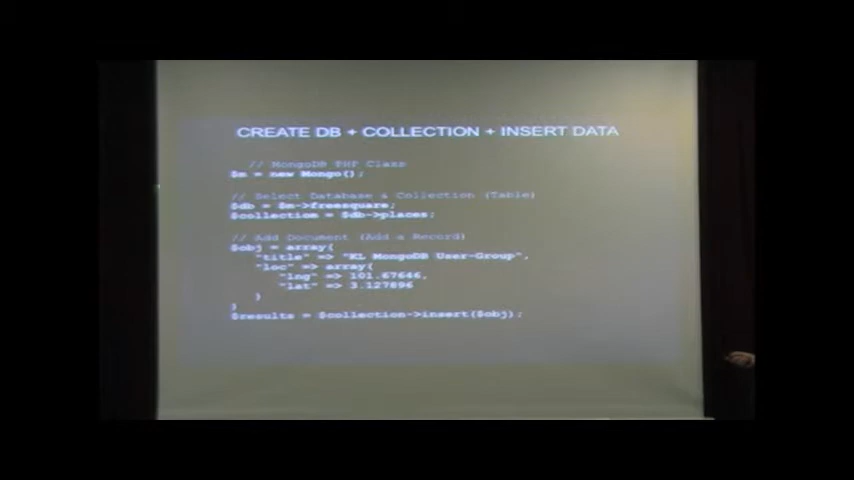 CREATE DB + COLLECTION + INSERT DATA
// MongoDB PHP Class
$m = new Mongo();
// Select Database & Collection (Table)
$db = $m->freesquare;
$collection = $db->places;
// Add Document (Add a Record)
$obj = array(
"title" => "KL MongoDB User-Group",
"loc" => array(
"lng" => 101.67646,
"lat" => 3.127896
)
)
$results = $collection->insert($obj);